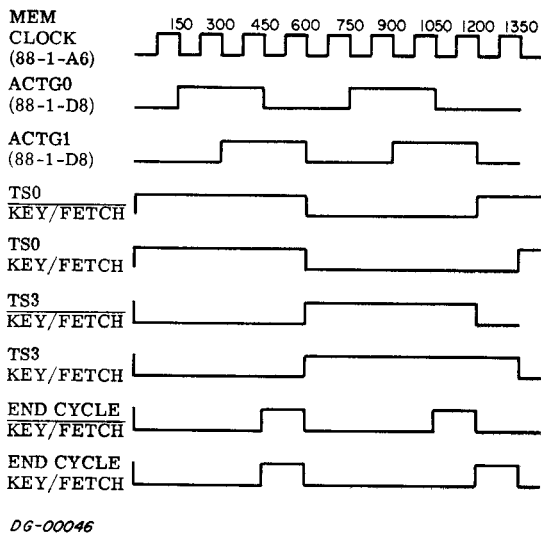 MEM
CLOCK
(88-1-A6)
150 300 450 600 750 900 1050 1200 1350
ACTG0
(88-1-D8)
ACTG1
(88-1-D8)
TS0
KEY/FETCH
TS0
KEY/FETCH
TS3
KEY/FETCH
TS3
KEY/FETCH
END CYCLE
KEY/FETCH
END CYCLE
KEY/FETCH
DG-00046